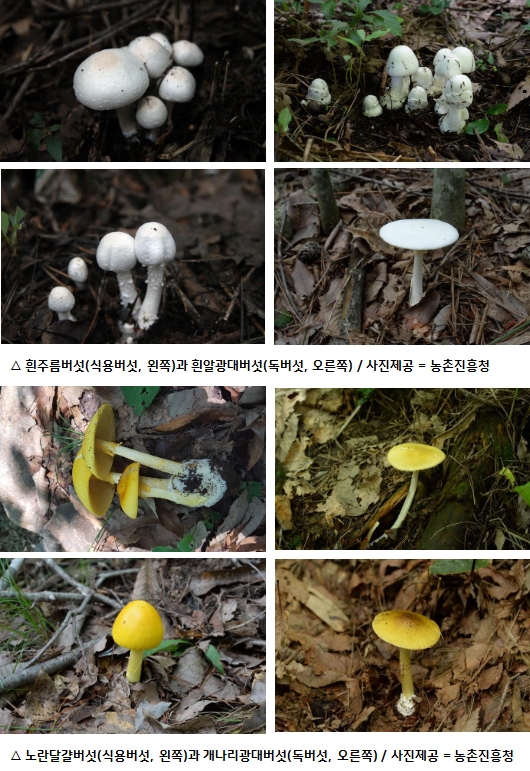 △ 흰주름버섯(식용버섯, 왼쪽)과 흰알광대버섯(독버섯, 오른쪽) / 사진제공 = 농촌진흥청
△ 노란달걀버섯(식용버섯, 왼쪽)과 개나리광대버섯(독버섯, 오른쪽) / 사진제공 = 농촌진흥청